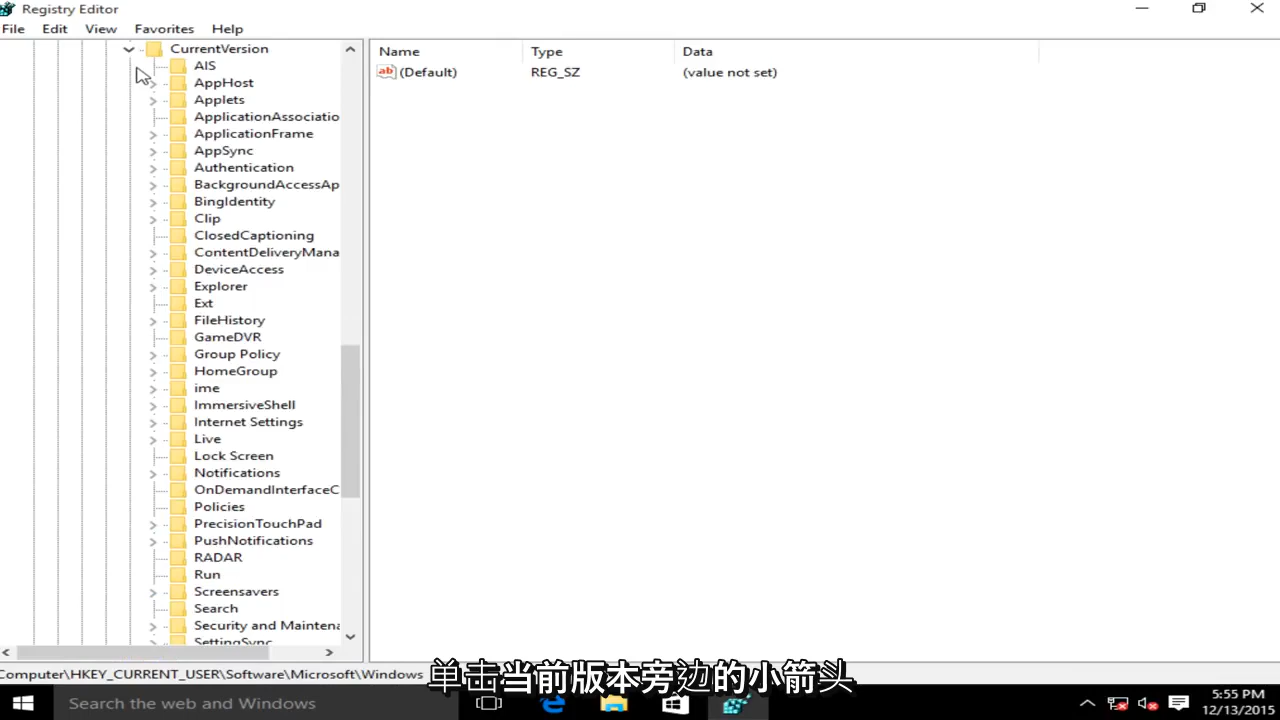 Registry Editor
File Edit View Favorites Help
CurrentVersion
AIS
AppHost
Applets
ApplicationAssociatio
ApplicationFrame
AppSync
Authentication
BackgroundAccessAp
BingIdentity
Clip
ClosedCaptioning
ContentDeliveryMana
DeviceAccess
Explorer
Ext
FileHistory
GameDVR
Group Policy
HomeGroup
ime
ImmersiveShell
Internet Settings
Live
Lock Screen
Notifications
OnDemandInterfaceC
Policies
PrecisionTouchPad
PushNotifications
RADAR
Run
Screensavers
Search
Security and Maintena
SettingSync
Name Type Data
ab (Default) REG_SZ (value not set)
Computer\HKEY_CURRENT_USER\Software\Microsoft\Windows
单击当前版本旁边的小箭头
Search the web and Windows
5:55 PM
12/13/2015